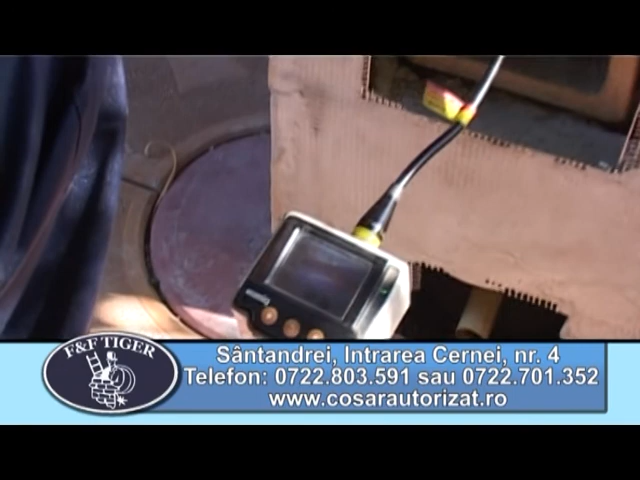 F&F TIGER
Sântandrei, Intrarea Cernei, nr. 4
Telefon: 0722.803.591 sau 0722.701.352
www.cosarautorizat.ro